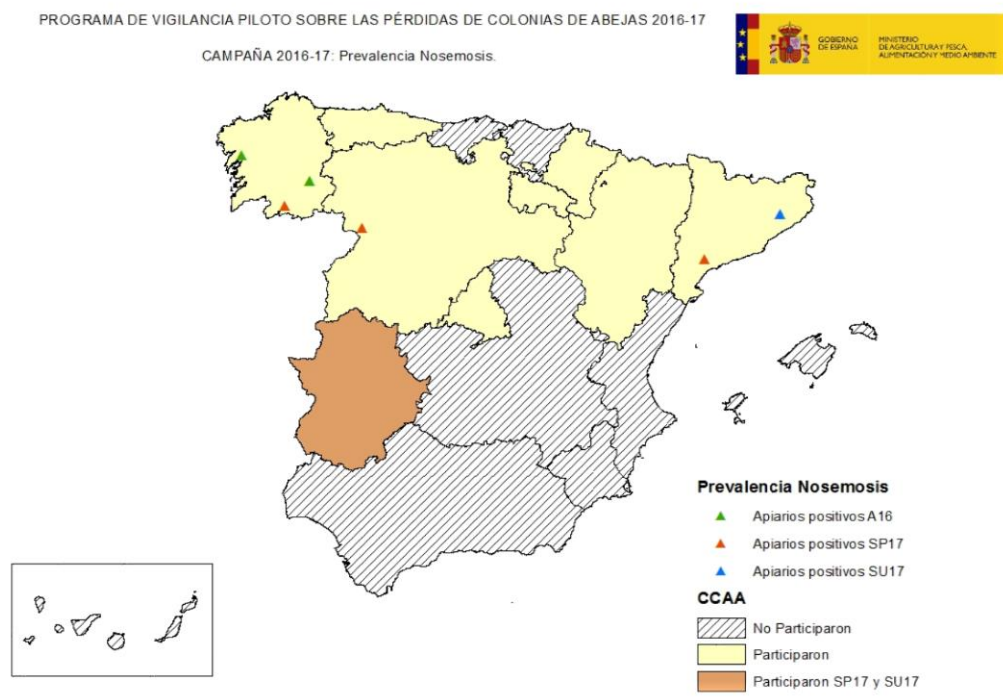 PROGRAMA DE VIGILANCIA PILOTO SOBRE LAS PÉRDIDAS DE COLONIAS DE ABEJAS 2016-17
CAMPAÑA 2016-17: Prevalencia Nosemosis.
GOBIERNO
DE ESPAÑA
MINISTERIO
DE AGRICULTURA Y PESCA,
ALIMENTACIÓN Y MEDIO AMBIENTE
Prevalencia Nosemosis
Apiarios positivos A16
Apiarios positivos SP17
Apiarios positivos SU17
CCAA
No Participaron
Participaron
Participaron SP17 y SU17